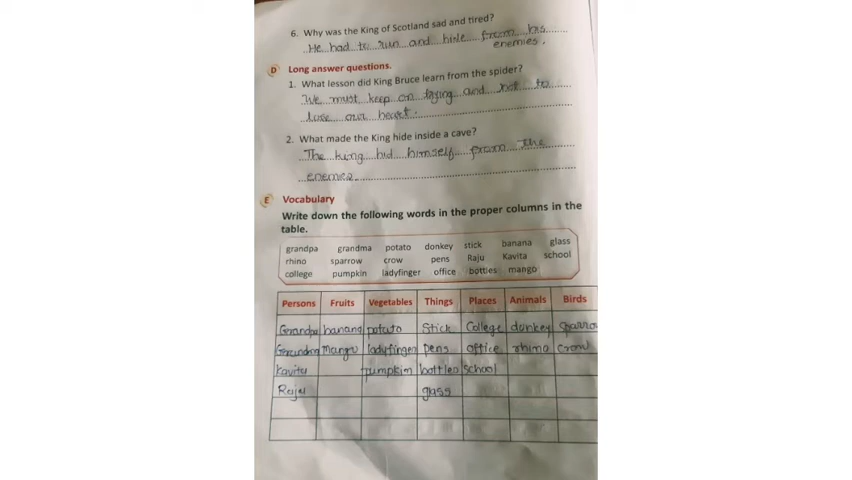 6. Why was the King of Scotland sad and tired?
He had to run and hide from his
enemies.
D Long answer questions.
1. What lesson did King Bruce learn from the spider?
We must keep on trying and not to
lose our heart.
2. What made the King hide inside a cave?
The king hid himself from the
enemies
E Vocabulary
Write down the following words in the proper columns in the
table.
grandpa grandma potato donkey stick banana glass
rhino sparrow crow pens Raju Kavita school
college pumpkin ladyfinger office bottles mango
Persons Fruits Vegetables Things Places Animals Birds
Grandpa banana potato Stick College donkey Sparro
Grandma Mango ladyfinger pens office rhino Crow
Kavita pumpkin bottles School
Raju glass